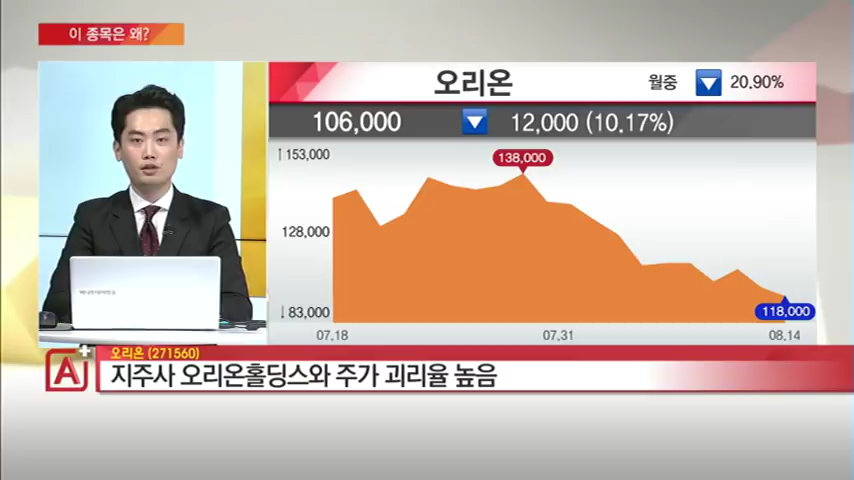 이 종목은 왜?
오리온 월중 ▼ 20.90%
106,000 ▼ 12,000 (10.17%)
↑153,000
138,000
128,000
↓83,000
118,000
07.18 07.31 08.14
오리온 (271560)
A+
지주사 오리온홀딩스와 주가 괴리율 높음